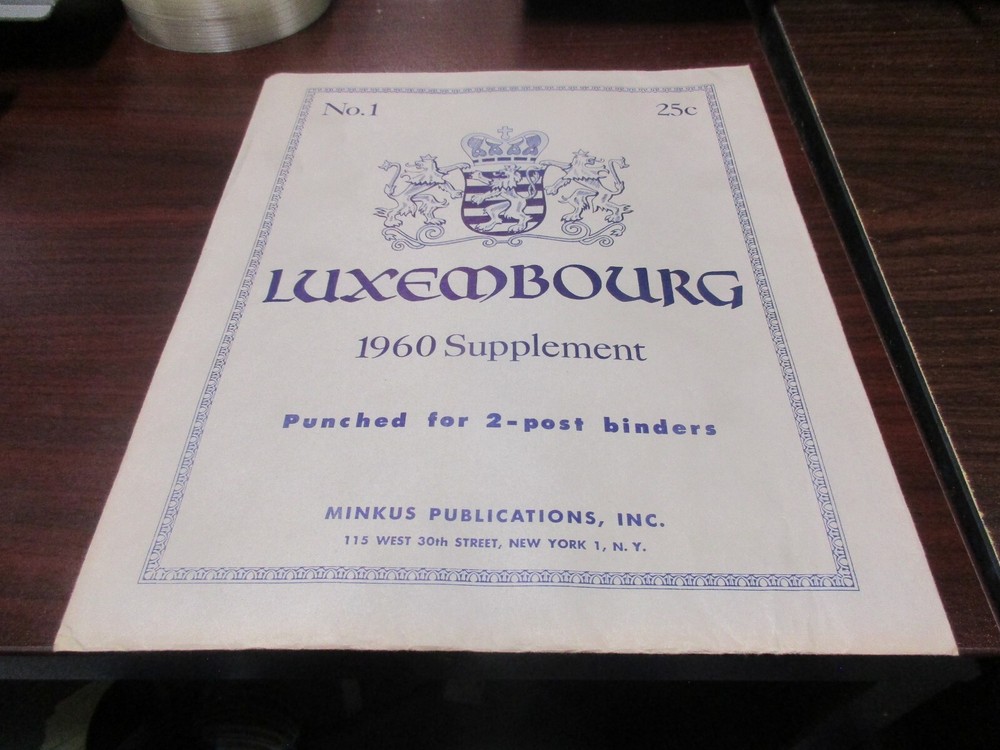 No.1 25c
LUXEMBOURG
1960 Supplement
Punched for 2-post binders
MINKUS PUBLICATIONS, INC.
115 WEST 30th STREET, NEW YORK 1, N. Y.